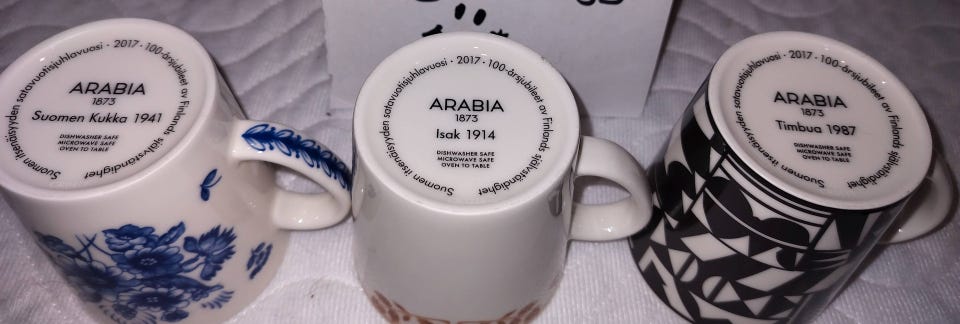 Suomen itsenäisyyden satavuotisjuhlavuosi · 2017 · 100-årsjubileet av Finlands självständighet
ARABIA
1873
Suomen Kukka 1941
DISHWASHER SAFE
MICROWAVE SAFE
OVEN TO TABLE
Suomen itsenäisyyden satavuotisjuhlavuosi · 2017 · 100-årsjubileet av Finlands självständighet
ARABIA
1873
Isak 1914
DISHWASHER SAFE
MICROWAVE SAFE
OVEN TO TABLE
Suomen itsenäisyyden satavuotisjuhlavuosi · 2017 · 100-årsjubileet av Finlands självständighet
ARABIA
1873
Timbua 1987
DISHWASHER SAFE
MICROWAVE SAFE
OVEN TO TABLE